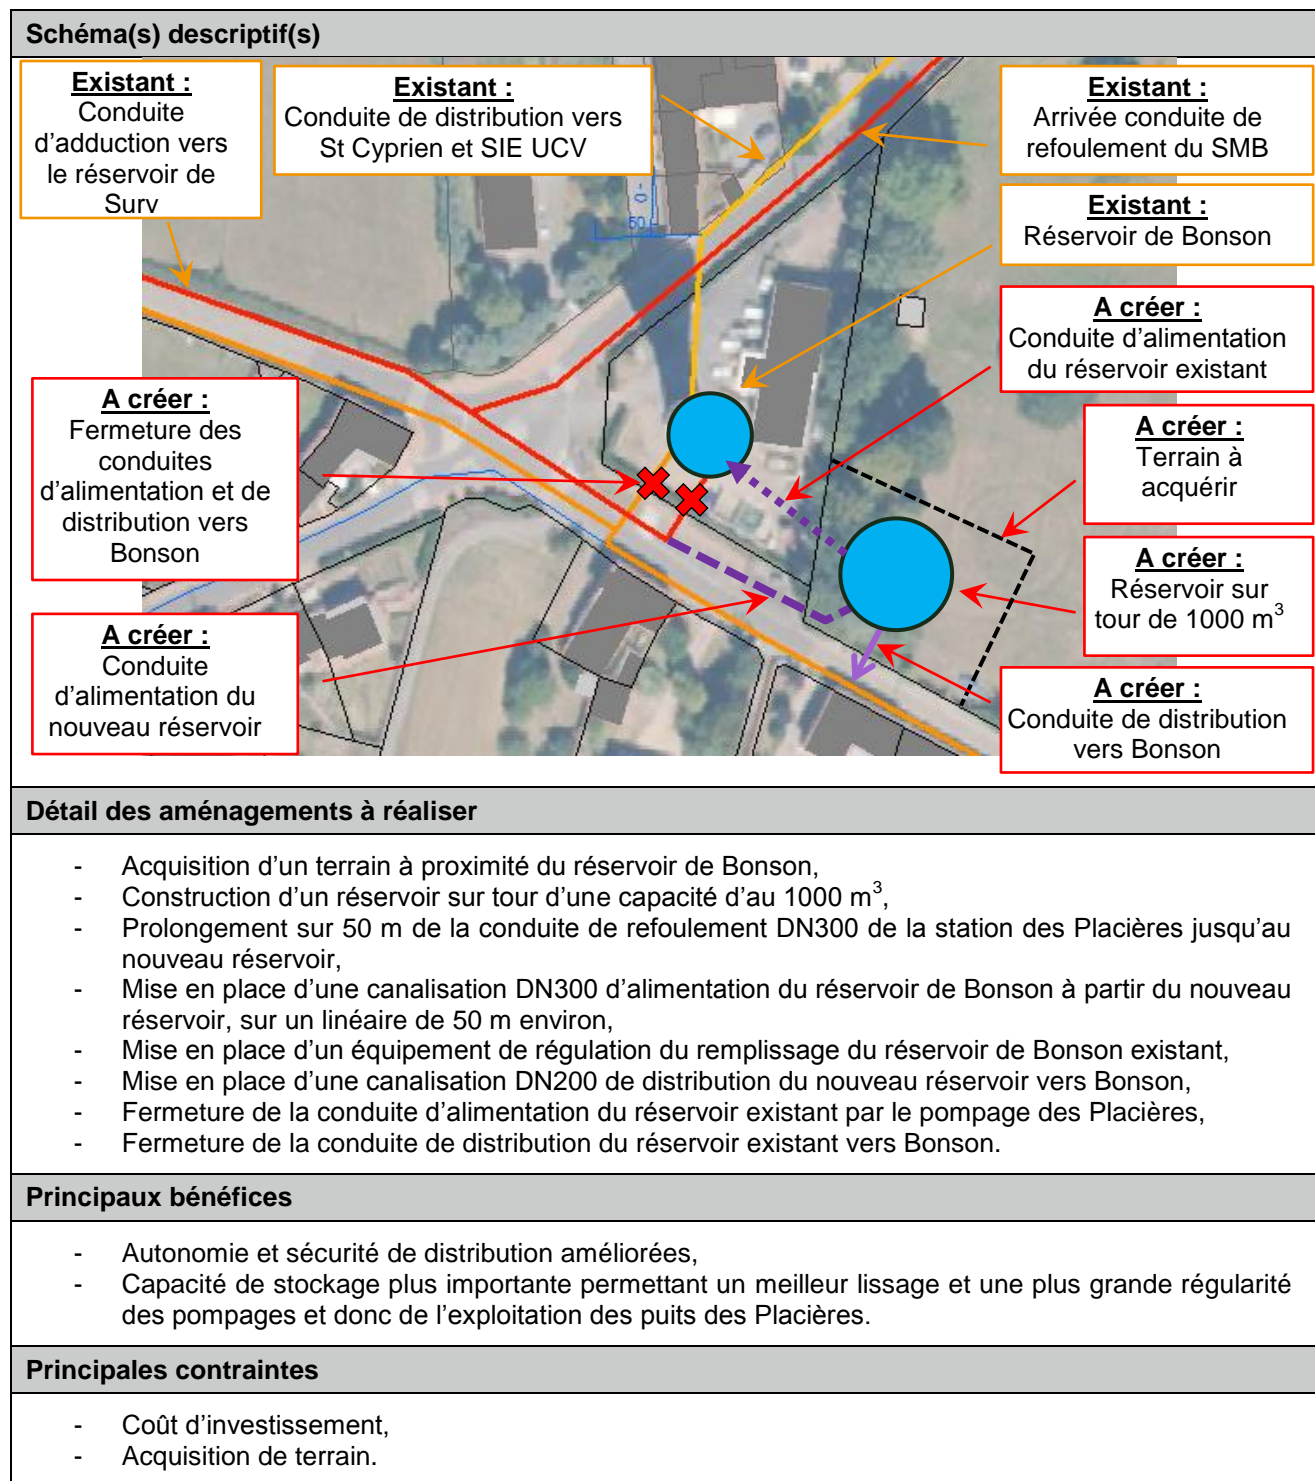 Schéma(s) descriptif(s)
Existant :
Conduite
d’adduction vers
le réservoir de
Sury
Existant :
Conduite de distribution vers
St Cyprien et SIE UCV
Existant :
Arrivée conduite de
refoulement du SMB
Existant :
Réservoir de Bonson
A créer :
Conduite d’alimentation
du réservoir existant
A créer :
Fermeture des
conduites
d’alimentation et de
distribution vers
Bonson
A créer :
Terrain à
acquérir
A créer :
Réservoir sur
tour de 1000 m³
A créer :
Conduite
d’alimentation du
nouveau réservoir
A créer :
Conduite de distribution
vers Bonson
50
Détail des aménagements à réaliser
- Acquisition d’un terrain à proximité du réservoir de Bonson,
- Construction d’un réservoir sur tour d’une capacité d’au 1000 m³,
- Prolongement sur 50 m de la conduite de refoulement DN300 de la station des Placières jusqu’au
nouveau réservoir,
- Mise en place d’une canalisation DN300 d’alimentation du réservoir de Bonson à partir du nouveau
réservoir, sur un linéaire de 50 m environ,
- Mise en place d’un équipement de régulation du remplissage du réservoir de Bonson existant,
- Mise en place d’une canalisation DN200 de distribution du nouveau réservoir vers Bonson,
- Fermeture de la conduite d’alimentation du réservoir existant par le pompage des Placières,
- Fermeture de la conduite de distribution du réservoir existant vers Bonson.
Principaux bénéfices
- Autonomie et sécurité de distribution améliorées,
- Capacité de stockage plus importante permettant un meilleur lissage et une plus grande régularité
des pompages et donc de l’exploitation des puits des Placières.
Principales contraintes
- Coût d’investissement,
- Acquisition de terrain.